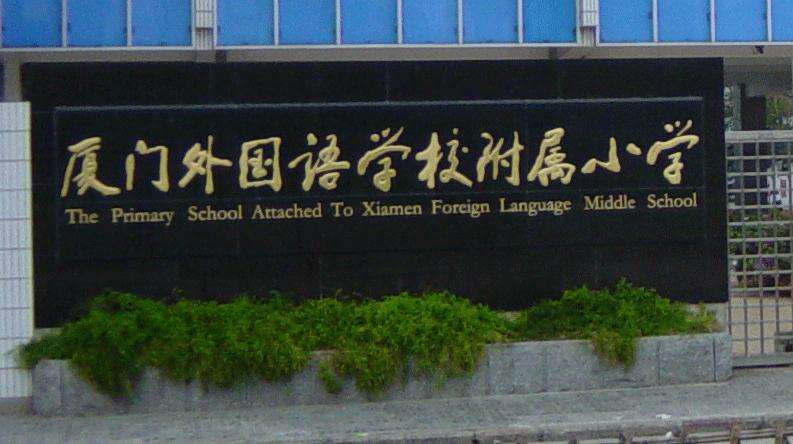 厦门外国语学校附属小学
The Primary School Attached To Xiamen Foreign Language Middle School